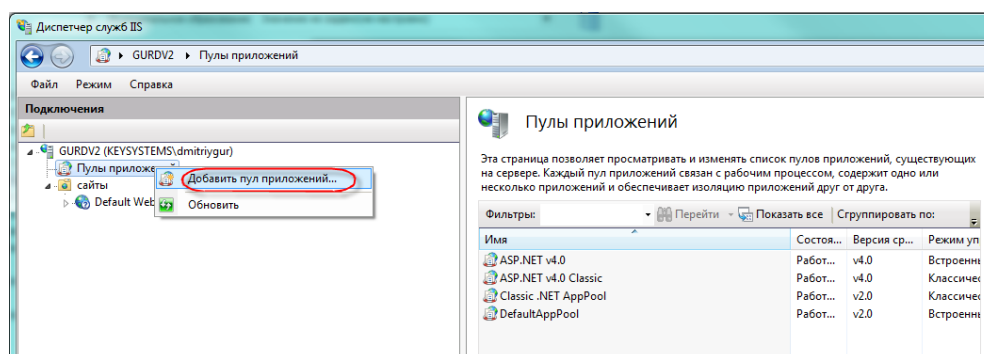 Диспетчер служб IIS
GURDV2 Пулы приложений
Файл Режим Справка
Подключения
GURDV2 (KEYSYSTEMS\dmitriygur)
Пулы
сайты
Default Web
Добавить пул приложений...
Обновить
Пулы приложений
Эта страница позволяет просматривать и изменять список пулов приложений, существующих
на сервере. Каждый пул приложений связан с рабочим процессом, содержит одно или
несколько приложений и обеспечивает изоляцию приложений друг от друга.
Фильтры: Перейти Показать все Сгруппировать по:
Имя Состоя... Версия ср... Режим уп
ASP.NET v4.0 Работ... v4.0 Встроенн
ASP.NET v4.0 Classic Работ... v4.0 Классичес
Classic .NET AppPool Работ... v2.0 Классичес
DefaultAppPool Работ... v2.0 Встроенн